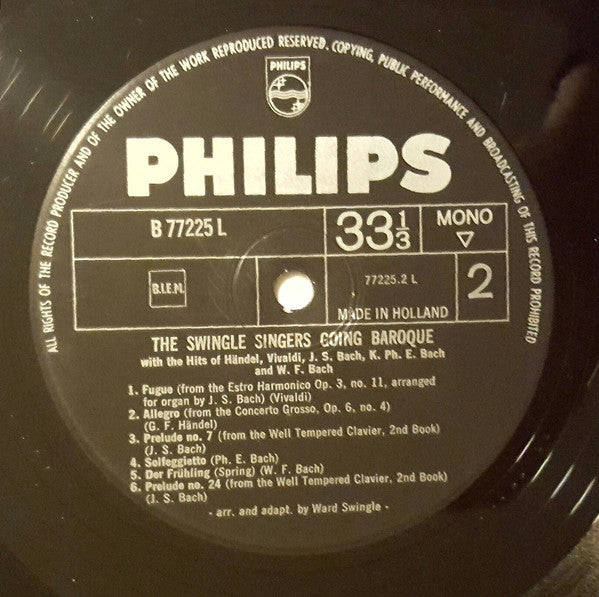 ALL RIGHTS OF THE RECORD PRODUCER AND OF THE OWNER OF THE WORK REPRODUCED RESERVED. COPYING, PUBLIC PERFORMANCE AND BROADCASTING OF THIS RECORD PROHIBITED
PHILIPS
PHILIPS
B 77225 L
33⅓
MONO
B.I.E.M.
77225.2 L
2
MADE IN HOLLAND
THE SWINGLE SINGERS GOING BAROQUE
with the Hits of Händel, Vivaldi, J. S. Bach, K. Ph. E. Bach
and W. F. Bach
1. Fugue (from the Estro Harmonico Op. 3, no. 11, arranged
for organ by J. S. Bach) (Vivaldi)
2. Allegro (from the Concerto Grosso, Op. 6, no. 4)
(G. F. Händel)
3. Prelude no. 7 (from the Well Tempered Clavier, 2nd Book)
(J. S. Bach)
4. Solfeggietto (Ph. E. Bach)
5. Der Frühling (Spring) (W. F. Bach)
6. Prelude no. 24 (from the Well Tempered Clavier, 2nd Book)
(J. S. Bach)
- arr. and adapt. by Ward Swingle -